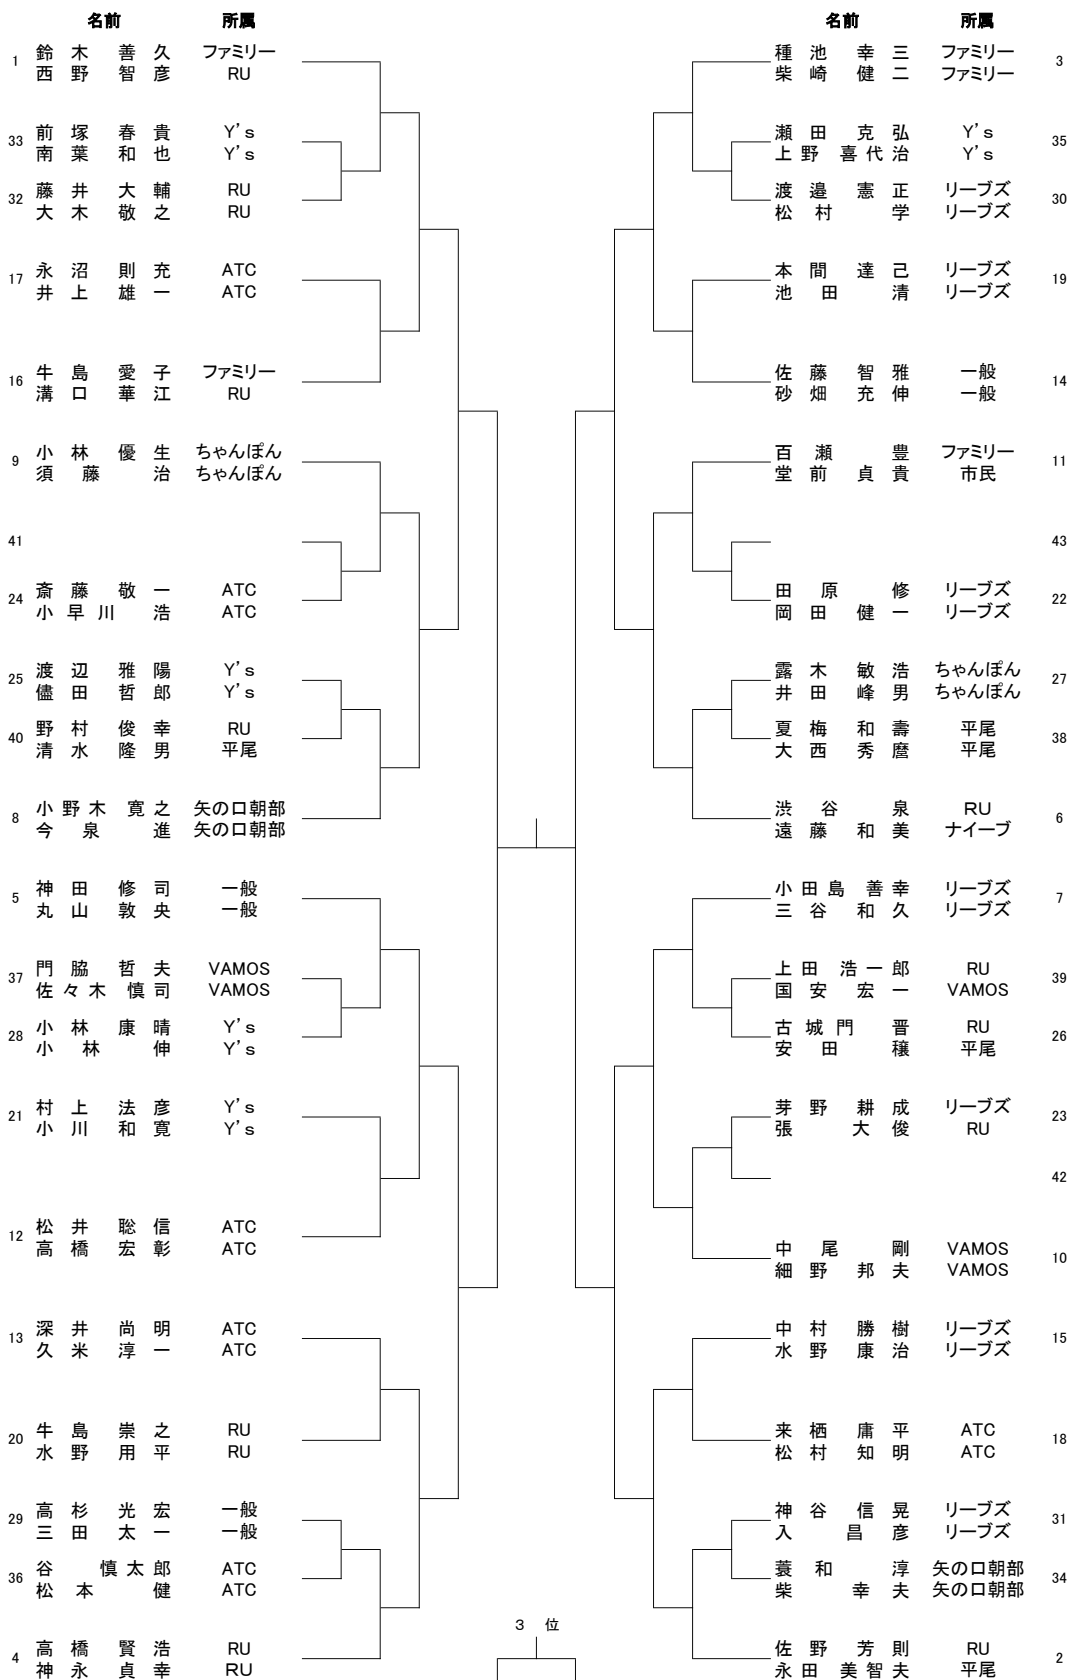 名前 所属
1 鈴木 善久 ファミリー
西野 智彦 RU
33 前塚 春貴 Y's
南葉 和也 Y's
32 藤井 大輔 RU
大木 敬之 RU
17 永沼 則充 ATC
井上 雄一 ATC
16 牛島 愛子 ファミリー
溝口 華江 RU
9 小林 優生 ちゃんぽん
須藤 治 ちゃんぽん
41
24 斎藤 敬一 ATC
小早川 浩 ATC
25 渡辺 雅陽 Y's
儘田 哲郎 Y's
40 野村 俊幸 RU
清水 隆男 平尾
8 小野木 寛之 矢の口朝部
今泉 進 矢の口朝部
5 神田 修司 一般
丸山 敦央 一般
37 門脇 哲夫 VAMOS
佐々木 慎司 VAMOS
28 小林 康晴 Y's
小林 伸 Y's
21 村上 法彦 Y's
小川 和寛 Y's
12 松井 聡信 ATC
高橋 宏彰 ATC
13 深井 尚明 ATC
久米 淳一 ATC
20 牛島 崇之 RU
水野 用平 RU
29 高杉 光宏 一般
三田 太一 一般
36 谷 慎太郎 ATC
松本 健 ATC
4 高橋 賢浩 RU
神永 貞幸 RU
名前 所属
種池 幸三 ファミリー 3
柴崎 健二 ファミリー
瀬田 克弘 Y's 35
上野 喜代治 Y's
渡邉 憲正 リーブズ 30
松村 学 リーブズ
本間 達己 リーブズ 19
池田 清 リーブズ
佐藤 智雅 一般 14
砂畑 充伸 一般
百瀬 豊 ファミリー 11
堂前 貞貴 市民
43
田原 修 リーブズ 22
岡田 健一 リーブズ
露木 敏浩 ちゃんぽん 27
井田 峰男 ちゃんぽん
夏梅 和壽 平尾 38
大西 秀麿 平尾
渋谷 泉 RU 6
遠藤 和美 ナイーブ
小田島 善幸 リーブズ 7
三谷 和久 リーブズ
上田 浩一郎 RU 39
国安 宏一 VAMOS
古城門 晋 RU 26
安田 穣 平尾
芽野 耕成 リーブズ 23
張 大俊 RU
42
中尾 剛 VAMOS 10
細野 邦夫 VAMOS
中村 勝樹 リーブズ 15
水野 康治 リーブズ
来栖 庸平 ATC 18
松村 知明 ATC
神谷 信晃 リーブズ 31
入 昌彦 リーブズ
蓑和 淳 矢の口朝部 34
柴 幸夫 矢の口朝部
佐野 芳則 RU 2
永田 美智夫 平尾
3 位